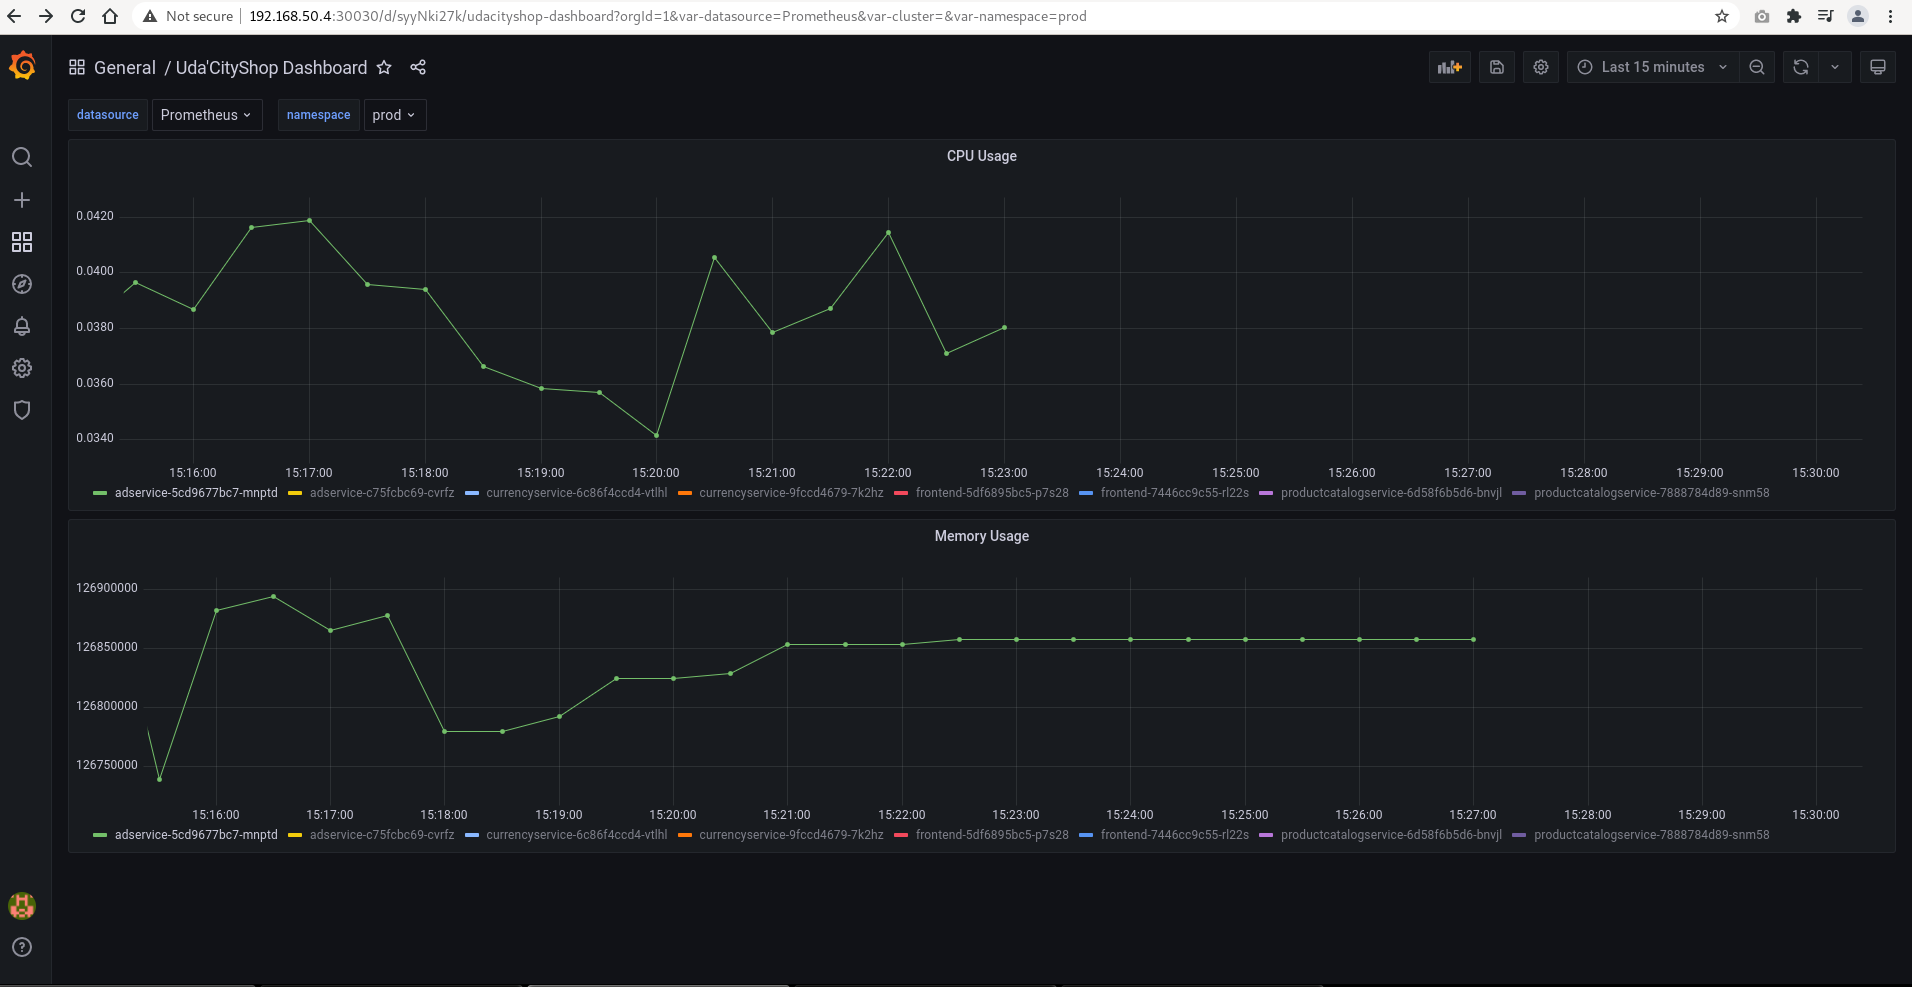 Not secure 192.168.50.4:30030/d/syyNki27k/udacityshop-dashboard?orgId=1&var-datasource=Prometheus&var-cluster=&var-namespace=prod
General / Uda'CityShop Dashboard Last 15 minutes
datasource Prometheus namespace prod
CPU Usage
0.0420
0.0400
0.0380
0.0360
0.0340
15:16:00 15:17:00 15:18:00 15:19:00 15:20:00 15:21:00 15:22:00 15:23:00 15:24:00 15:25:00 15:26:00 15:27:00 15:28:00 15:29:00 15:30:00
adservice-5cd9677bc7-mnptd adservice-c75fcbc69-cvrfz currencyservice-6c86f4ccd4-vtlhl currencyservice-9fccd4679-7k2hz frontend-5df6895bc5-p7s28 frontend-7446cc9c55-rl22s productcatalogservice-6d58f6b5d6-bnvjl productcatalogservice-7888784d89-snm58
Memory Usage
126900000
126850000
126800000
126750000
15:16:00 15:17:00 15:18:00 15:19:00 15:20:00 15:21:00 15:22:00 15:23:00 15:24:00 15:25:00 15:26:00 15:27:00 15:28:00 15:29:00 15:30:00
adservice-5cd9677bc7-mnptd adservice-c75fcbc69-cvrfz currencyservice-6c86f4ccd4-vtlhl currencyservice-9fccd4679-7k2hz frontend-5df6895bc5-p7s28 frontend-7446cc9c55-rl22s productcatalogservice-6d58f6b5d6-bnvjl productcatalogservice-7888784d89-snm58